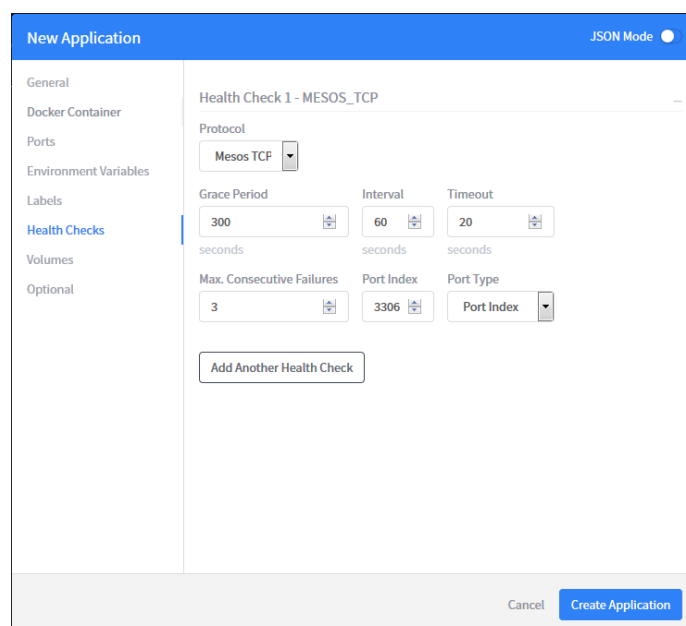 New Application
JSON Mode
General
Docker Container
Ports
Environment Variables
Labels
Health Checks
Volumes
Optional
Health Check 1 - MESOS_TCP
Protocol
Mesos TCP
Grace Period Interval Timeout
300 60 20
seconds seconds seconds
Max. Consecutive Failures Port Index Port Type
3 3306 Port Index
Add Another Health Check
Cancel Create Application